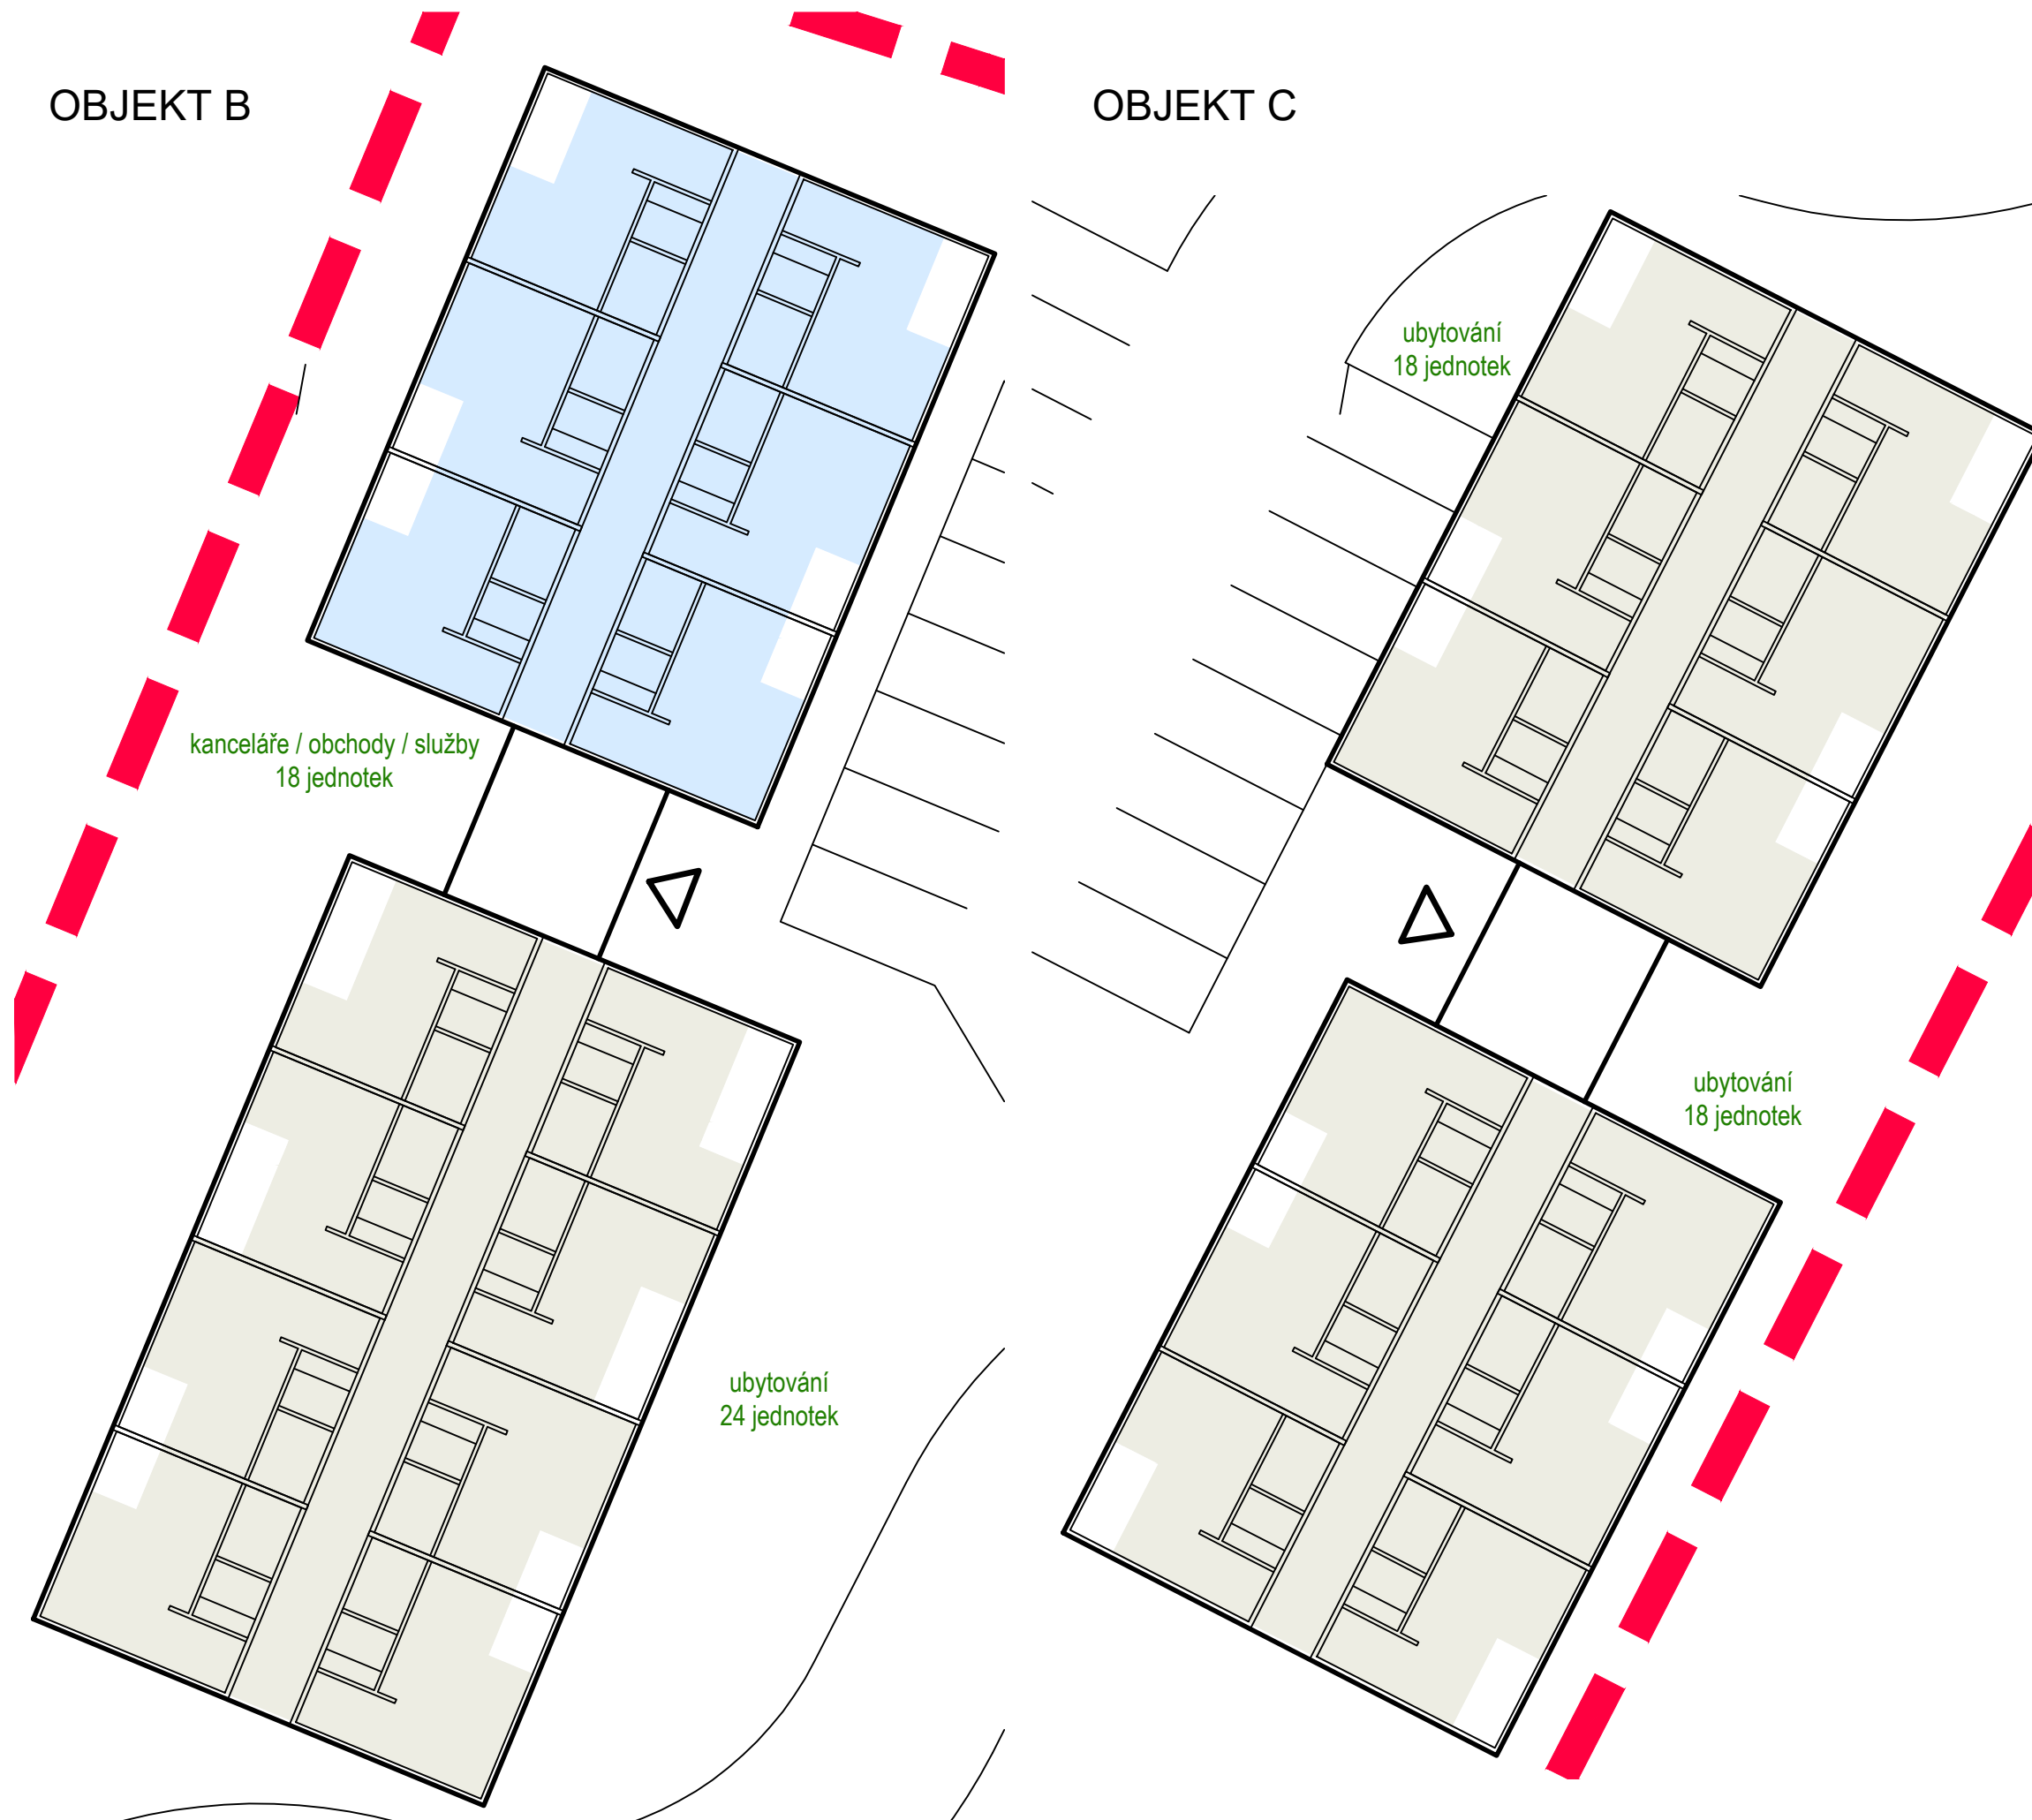 OBJEKT B
OBJEKT C
ubytování
18 jednotek
kanceláře / obchody / služby
18 jednotek
ubytování
18 jednotek
ubytování
24 jednotek